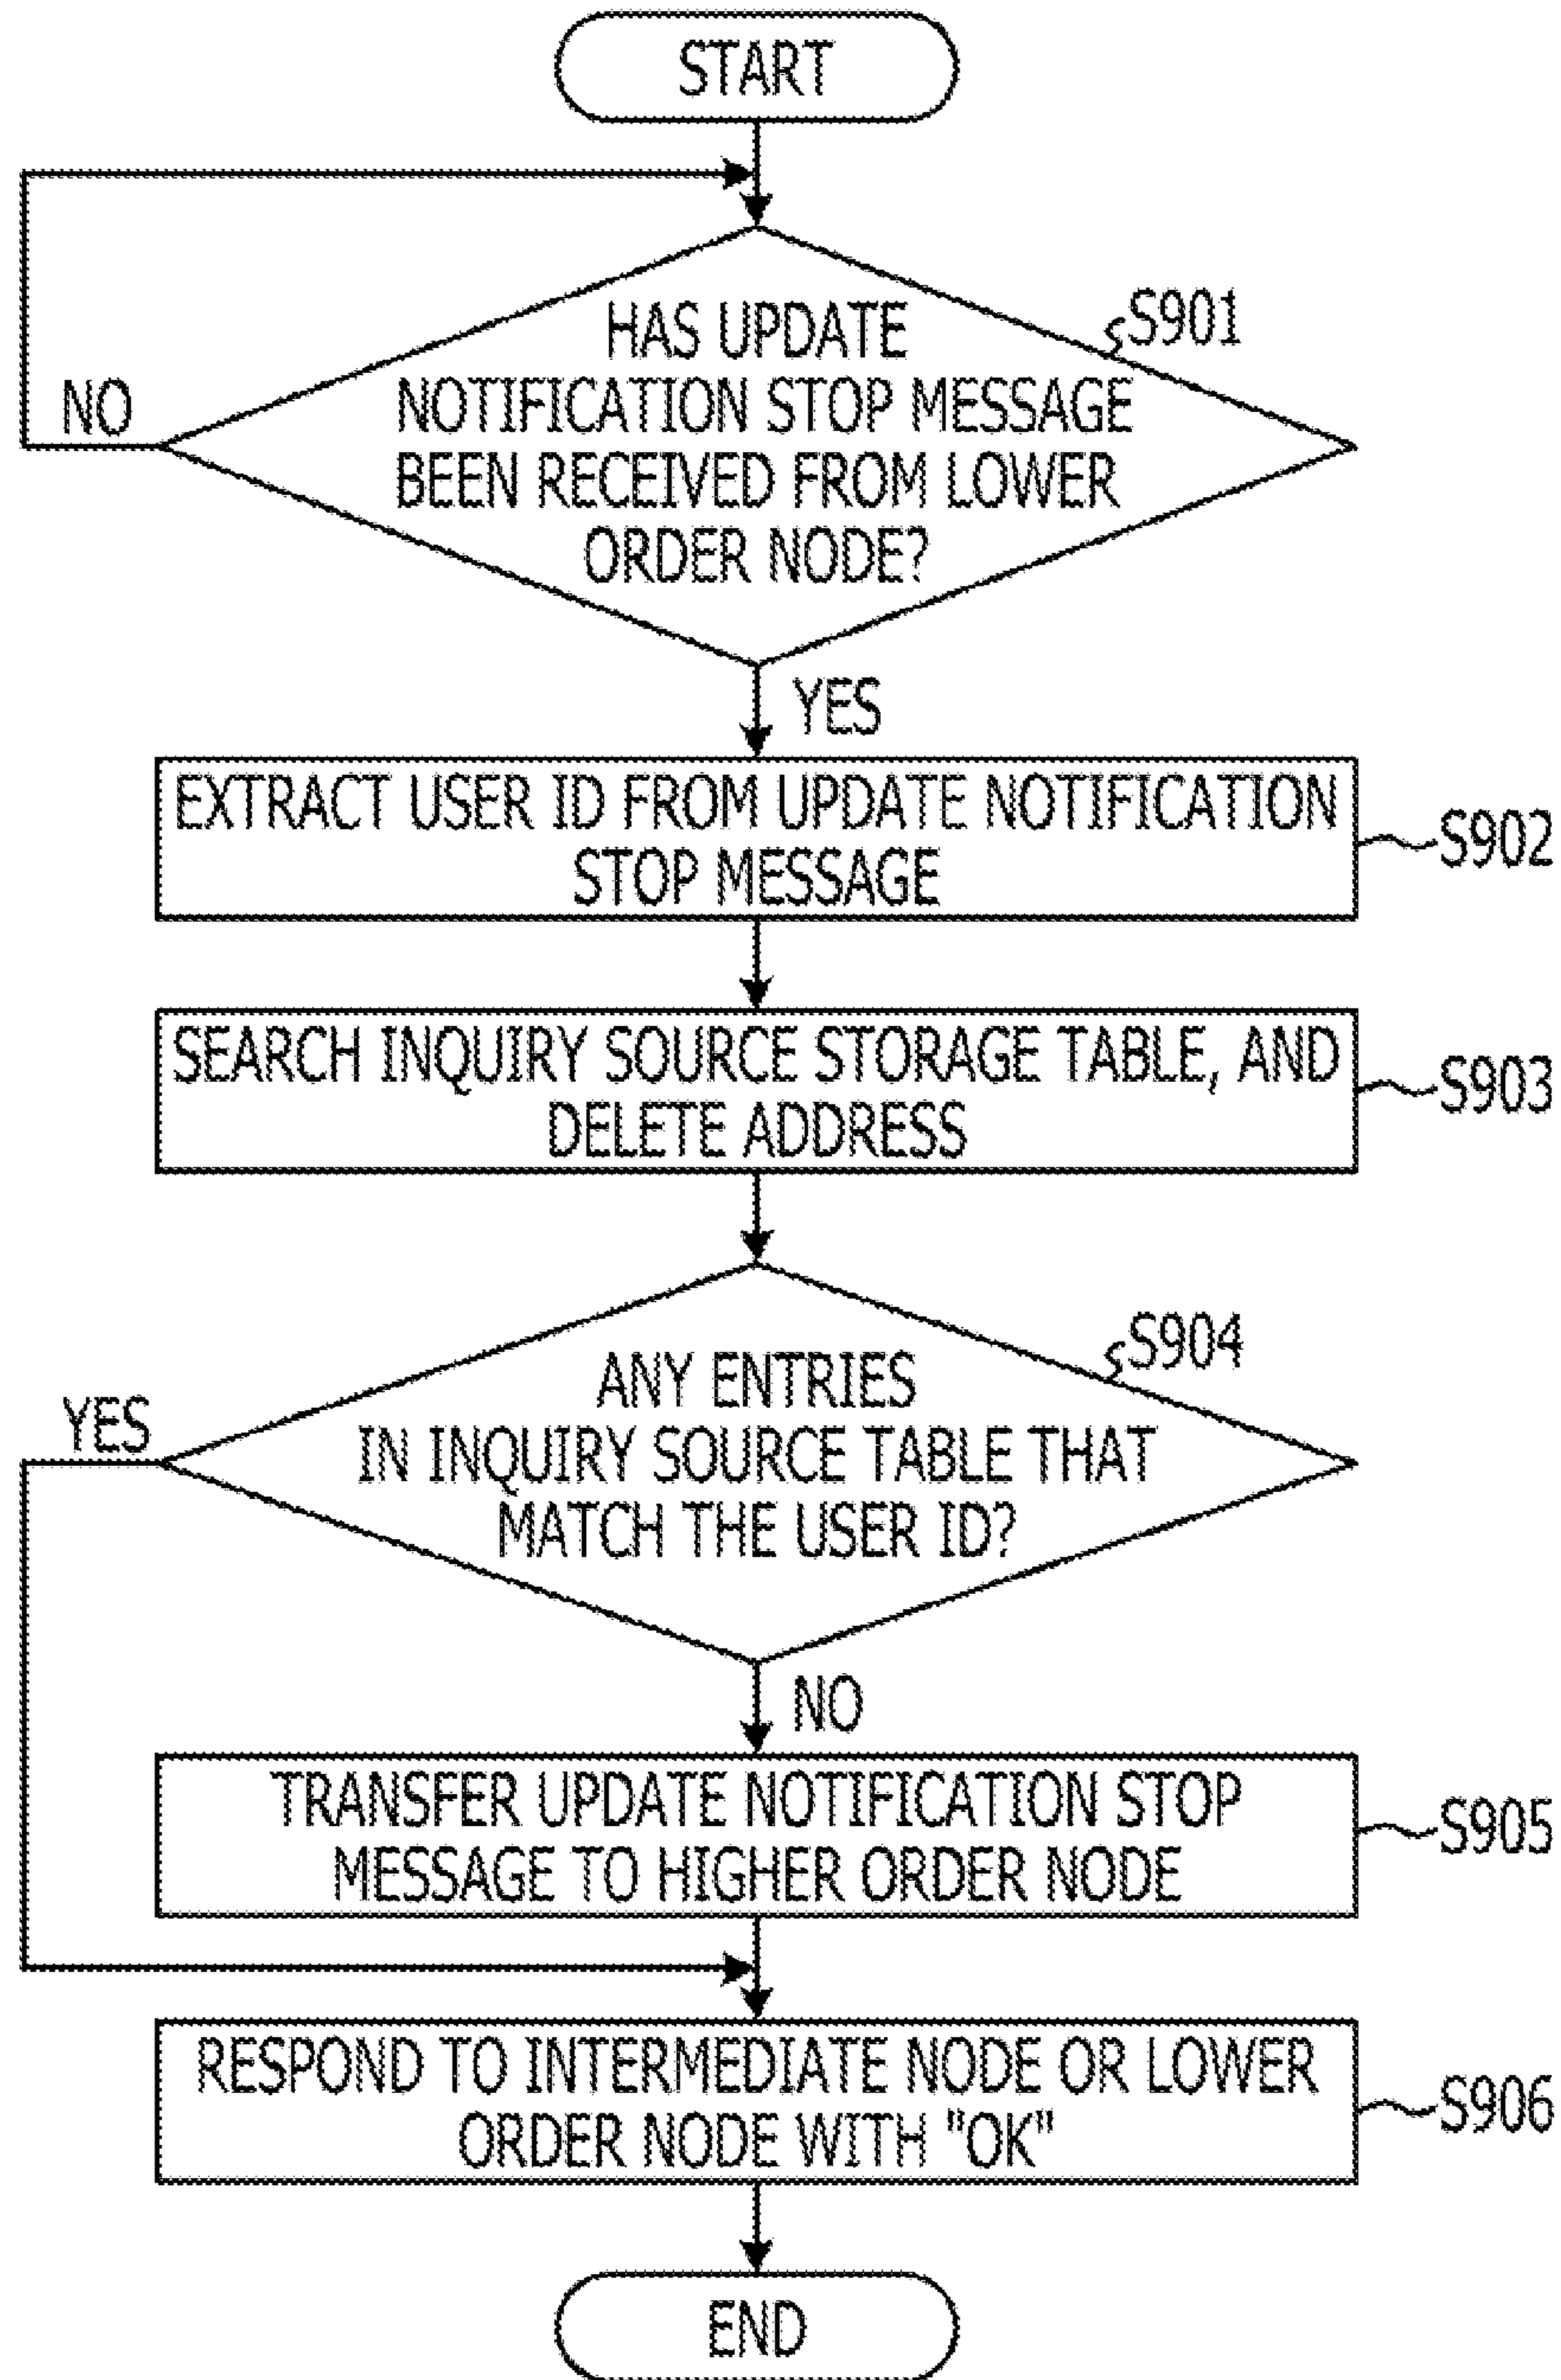 START
HAS UPDATE
NOTIFICATION STOP MESSAGE
BEEN RECEIVED FROM LOWER
ORDER NODE?
S901
NO
YES
EXTRACT USER ID FROM UPDATE NOTIFICATION
STOP MESSAGE
S902
SEARCH INQUIRY SOURCE STORAGE TABLE, AND
DELETE ADDRESS
S903
ANY ENTRIES
IN INQUIRY SOURCE TABLE THAT
MATCH THE USER ID?
S904
YES
NO
TRANSFER UPDATE NOTIFICATION STOP
MESSAGE TO HIGHER ORDER NODE
S905
RESPOND TO INTERMEDIATE NODE OR LOWER
ORDER NODE WITH "OK"
S906
END